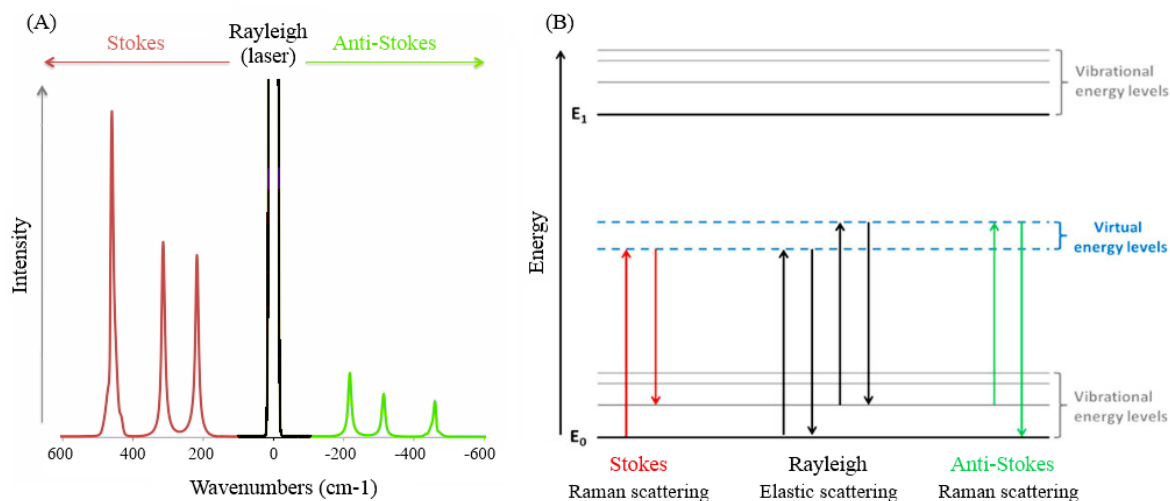 (A)
Stokes
Rayleigh
(laser)
Anti-Stokes
Intensity
600
400
200
0
-200
-400
-600
Wavenumbers (cm-1)
(B)
Energy
E₁
Vibrational
energy levels
Virtual
energy levels
Vibrational
energy levels
E₀
Stokes
Raman scattering
Rayleigh
Elastic scattering
Anti-Stokes
Raman scattering